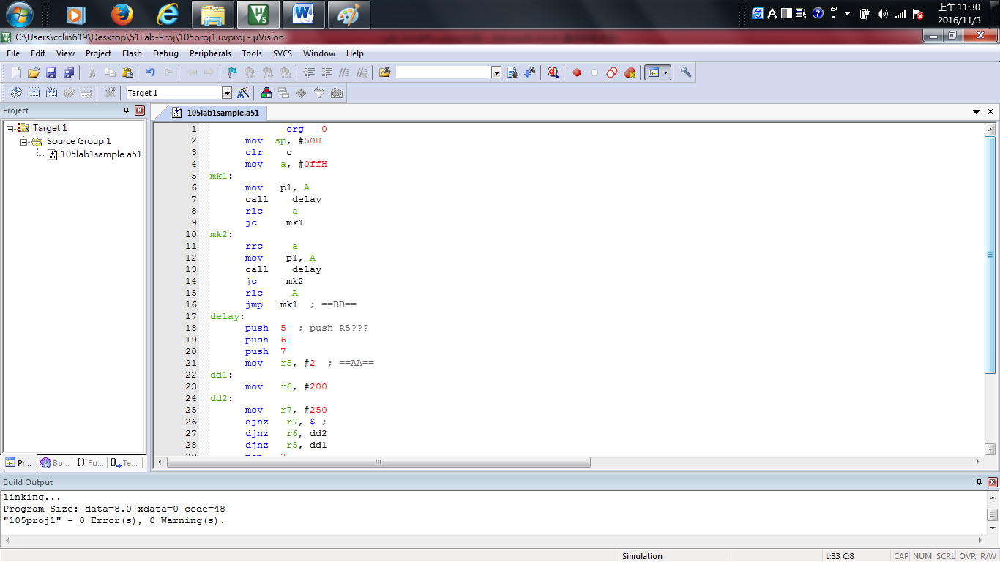 上午 11:30
2016/11/3
C:\Users\cclin619\Desktop\51Lab-Proj\105proj1.uvproj - µVision
File Edit View Project Flash Debug Peripherals Tools SVCS Window Help
Target 1
Project
105lab1sample.a51
Target 1
Source Group 1
105lab1sample.a51
1 org 0
2 mov sp, #50H
3 clr c
4 mov a, #0ffH
5 mk1:
6 mov p1, A
7 call delay
8 rlc a
9 jc mk1
10 mk2:
11 rrc a
12 mov p1, A
13 call delay
14 jc mk2
15 rlc A
16 jmp mk1 ; ==BB==
17 delay:
18 push 5 ; push R5???
19 push 6
20 push 7
21 mov r5, #2 ; ==AA==
22 dd1:
23 mov r6, #200
24 dd2:
25 mov r7, #250
26 djnz r7, $ ;
27 djnz r6, dd2
28 djnz r5, dd1
Pr... Bo... {} Fu... Te...
Build Output
linking...
Program Size: data=8.0 xdata=0 code=48
"105proj1" - 0 Error(s), 0 Warning(s).
Simulation L:33 C:8 CAP NUM SCRL OVR R/W